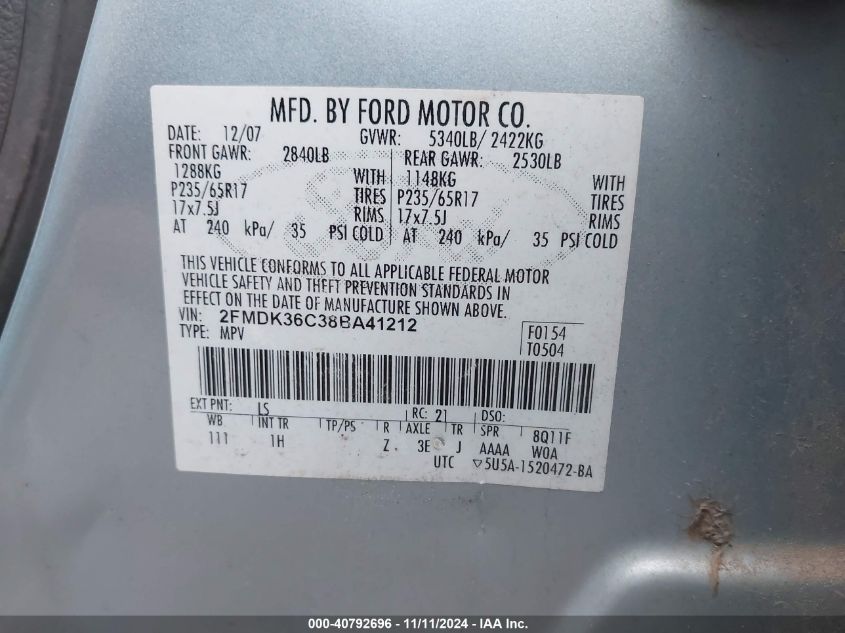 MFD. BY FORD MOTOR CO.
DATE: 12/07 GVWR: 5340LB/ 2422KG
FRONT GAWR: 2840LB REAR GAWR: 2530LB
1288KG WITH 1148KG WITH
P235/65R17 TIRES P235/65R17 TIRES
17x7.5J RIMS 17x7.5J RIMS
AT 240 kPa/ 35 PSI COLD AT 240 kPa/ 35 PSI COLD
THIS VEHICLE CONFORMS TO ALL APPLICABLE FEDERAL MOTOR
VEHICLE SAFETY AND THEFT PREVENTION STANDARDS IN
EFFECT ON THE DATE OF MANUFACTURE SHOWN ABOVE.
VIN: 2FMDK36C38BA41212
TYPE: MPV
F0154
T0504
EXT PNT: LS RC: 21 DSO:
WB INT TR TP/PS R AXLE TR SPR 8Q11F
111 1H Z 3E J AAAA W0A
UTC ▽5U5A-1520472-BA
000-40792696 - 11/11/2024 - IAA Inc.